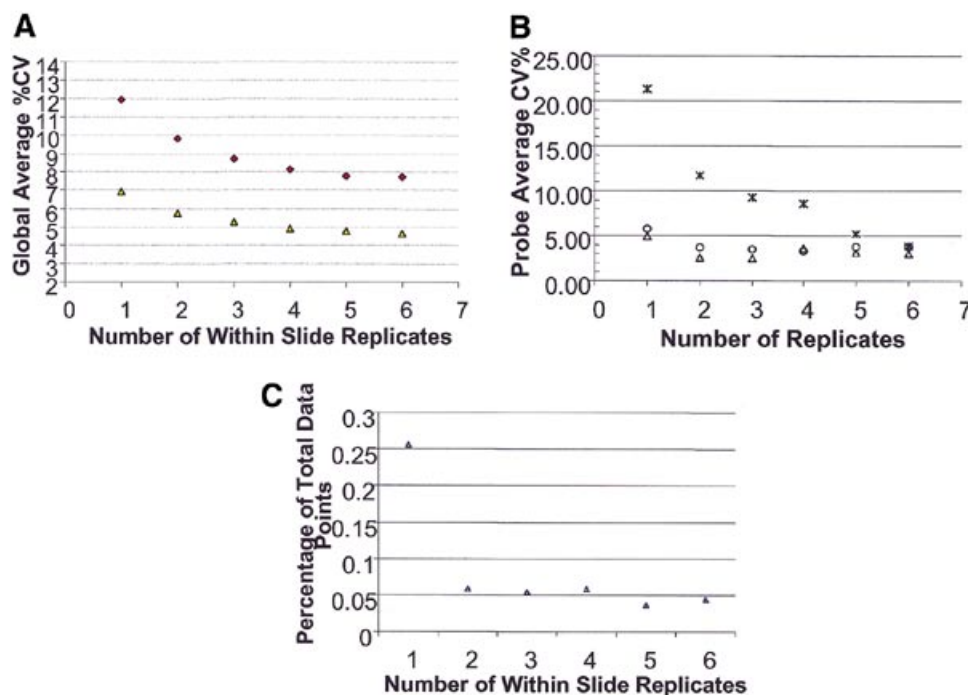 A
Global Average %CV
14
13
12
11
10
9
8
7
6
5
4
3
2
0 1 2 3 4 5 6 7
Number of Within Slide Replicates
B
Probe Average CV%
25.00
20.00
15.00
10.00
5.00
0.00
0 1 2 3 4 5 6 7
Number of Replicates
C
Percentage of Total Data
Points
0.3
0.25
0.2
0.15
0.1
0.05
0
1 2 3 4 5 6
Number of Within Slide Replicates